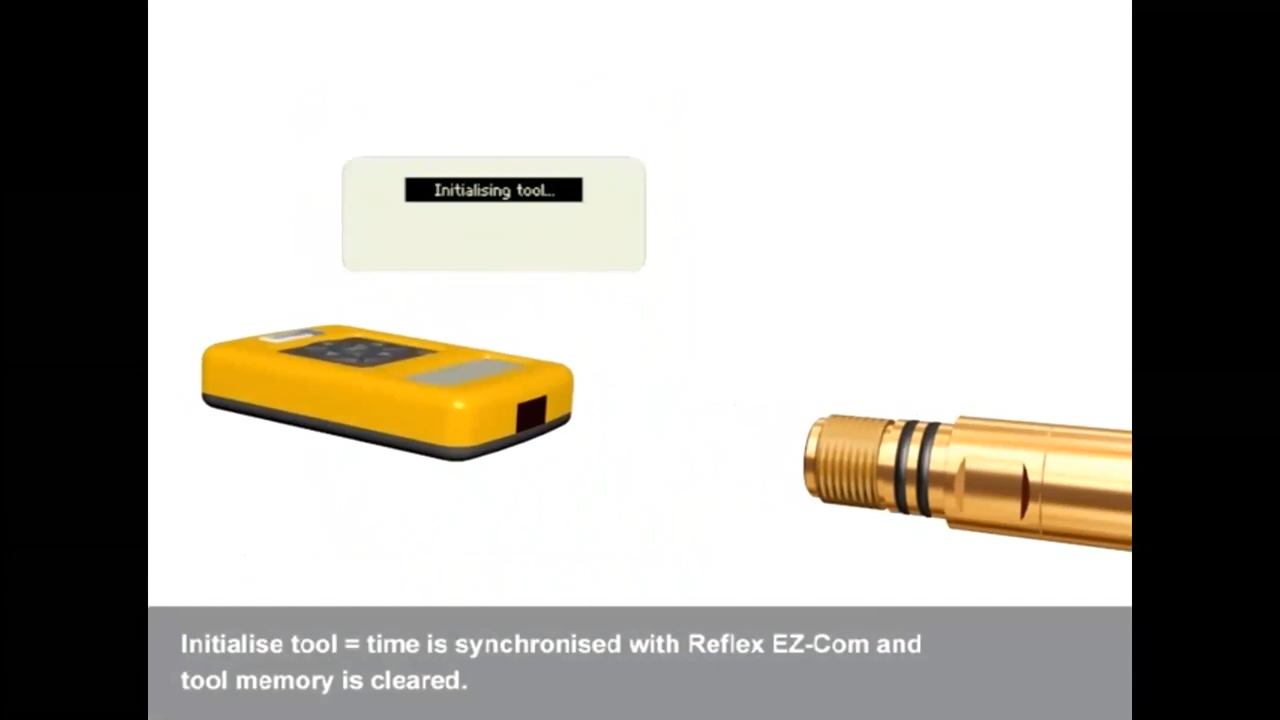 Initialising tool...
Initialise tool = time is synchronised with Reflex EZ-Com and
tool memory is cleared.